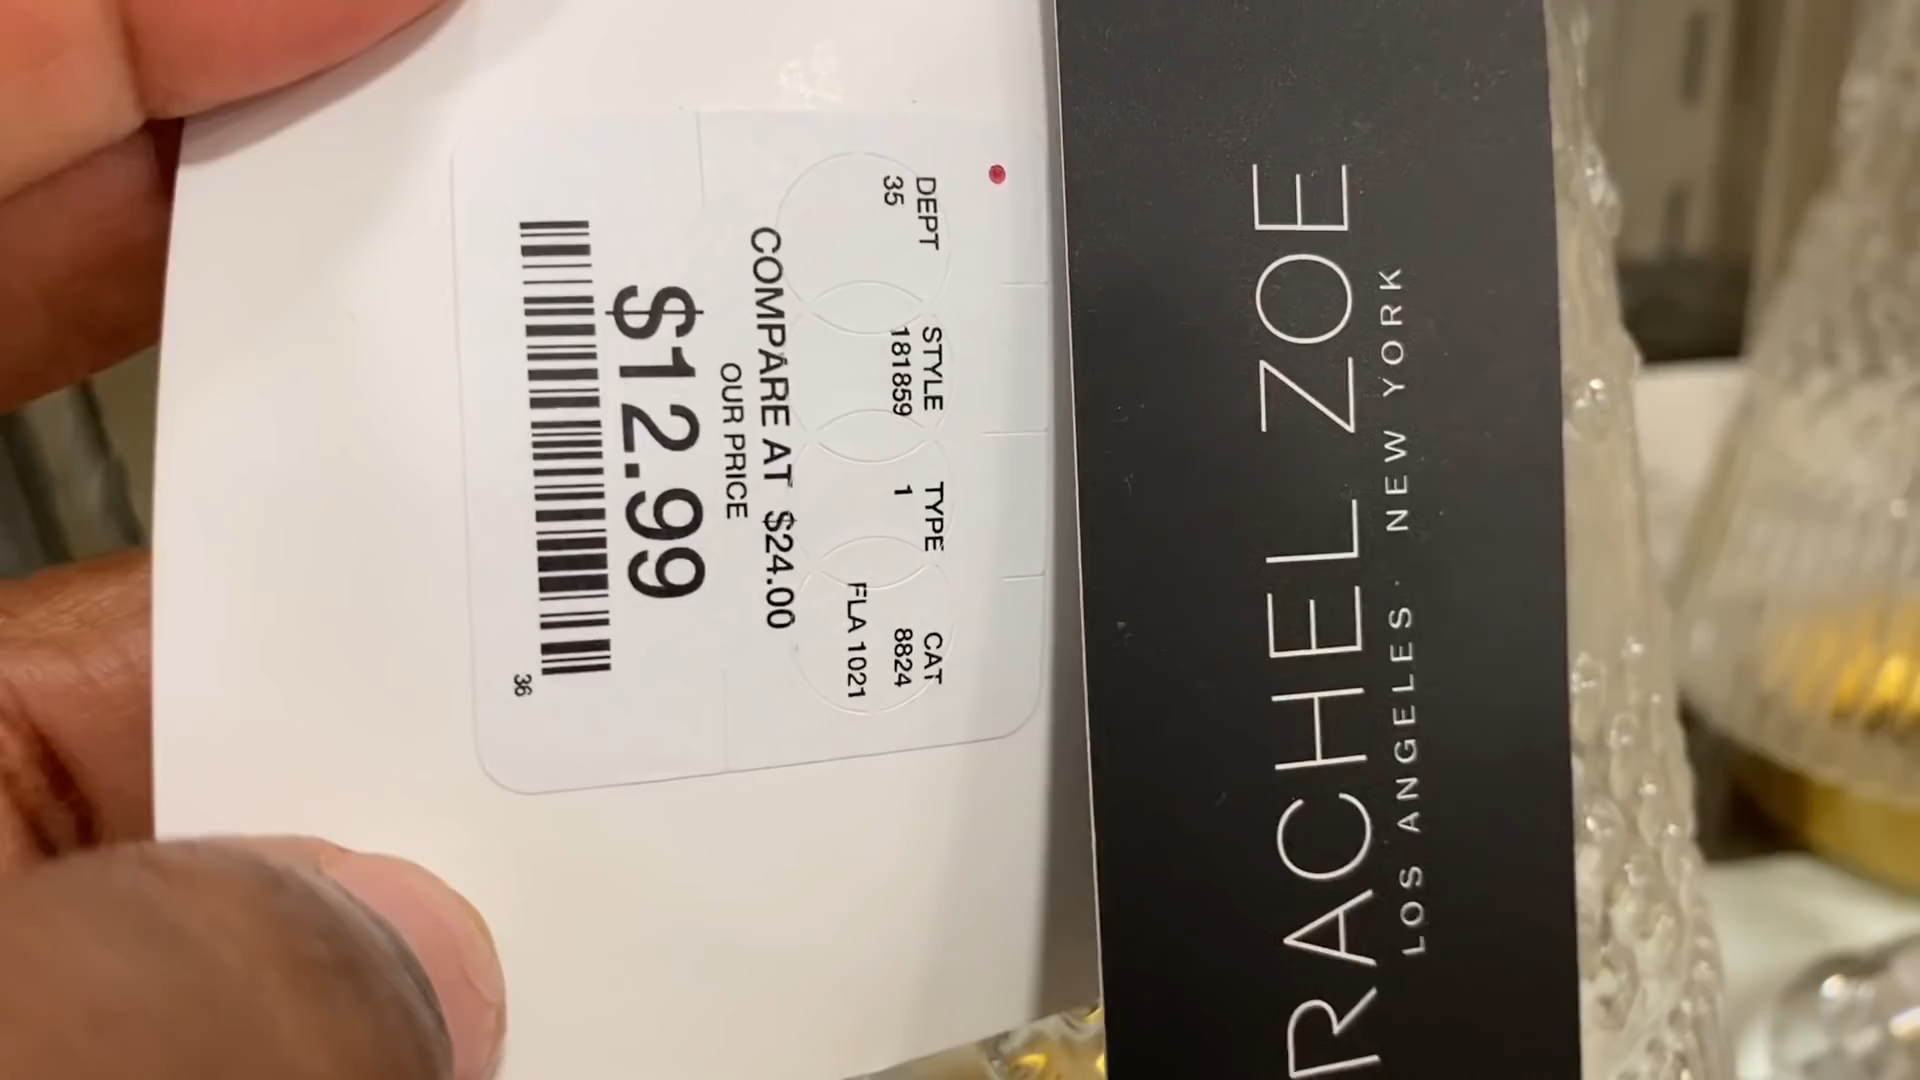 DEPT STYLE TYPE CAT
35 181859 1 8824
FLA 1021
COMPARE AT $24.00
OUR PRICE
$12.99
36
RACHEL ZOE
LOS ANGELES · NEW YORK